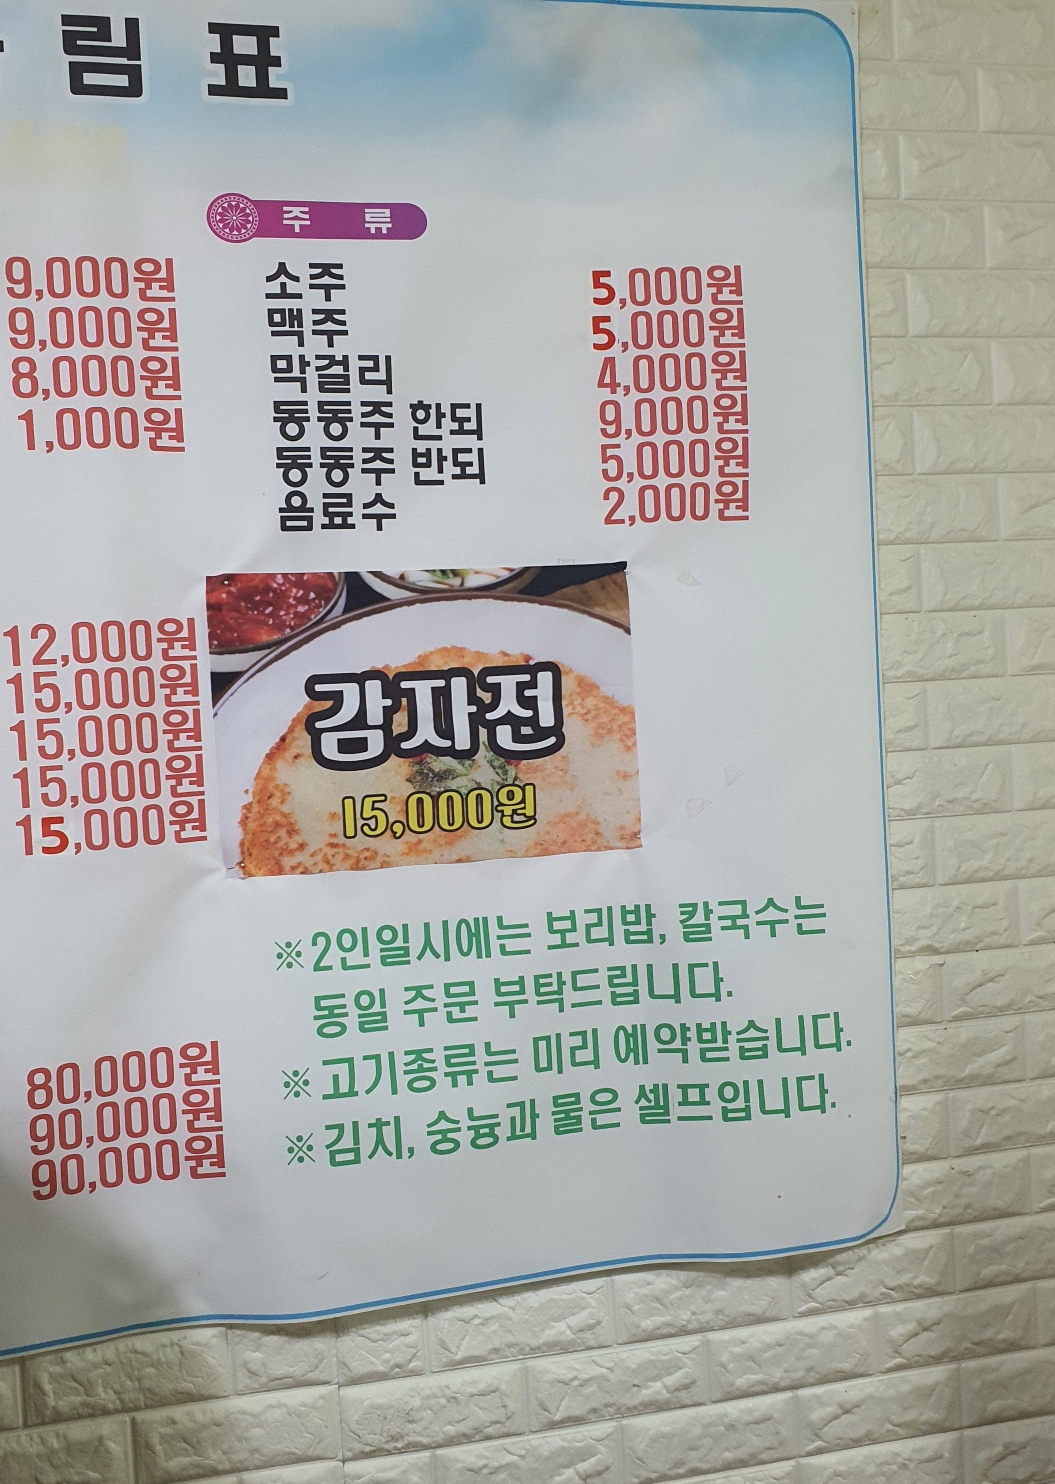 림 표
주 류
9,000원
9,000원
8,000원
1,000원
소주 5,000원
맥주 5,000원
막걸리 4,000원
동동주 한되 9,000원
동동주 반되 5,000원
음료수 2,000원
12,000원
15,000원
15,000원
15,000원
15,000원
감자전
15,000원
※2인일시에는 보리밥, 칼국수는
동일 주문 부탁드립니다.
※고기종류는 미리 예약받습니다.
※김치, 숭늉과 물은 셀프입니다.
80,000원
90,000원
90,000원